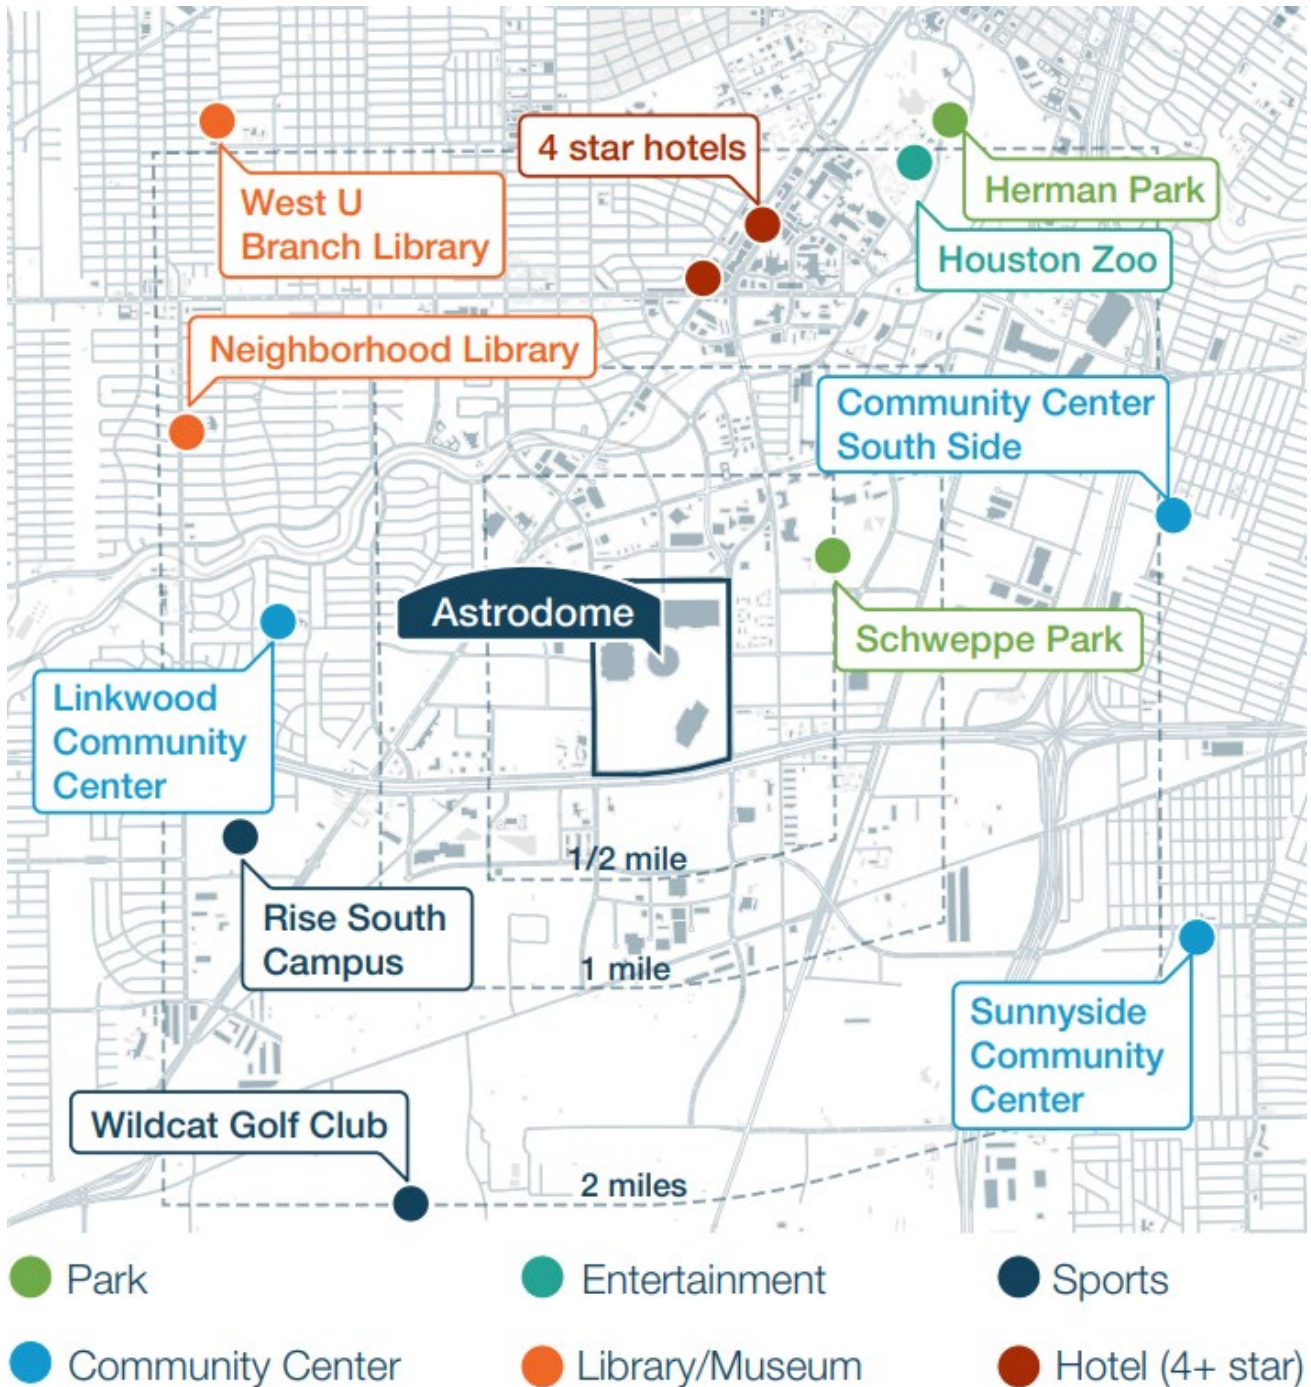 4 star hotels
West U
Branch Library
Herman Park
Houston Zoo
Neighborhood Library
Community Center
South Side
Astrodome
Schweppe Park
Linkwood
Community
Center
1/2 mile
Rise South
Campus
1 mile
Sunnyside
Community
Center
Wildcat Golf Club
2 miles
Park
Entertainment
Sports
Community Center
Library/Museum
Hotel (4+ star)